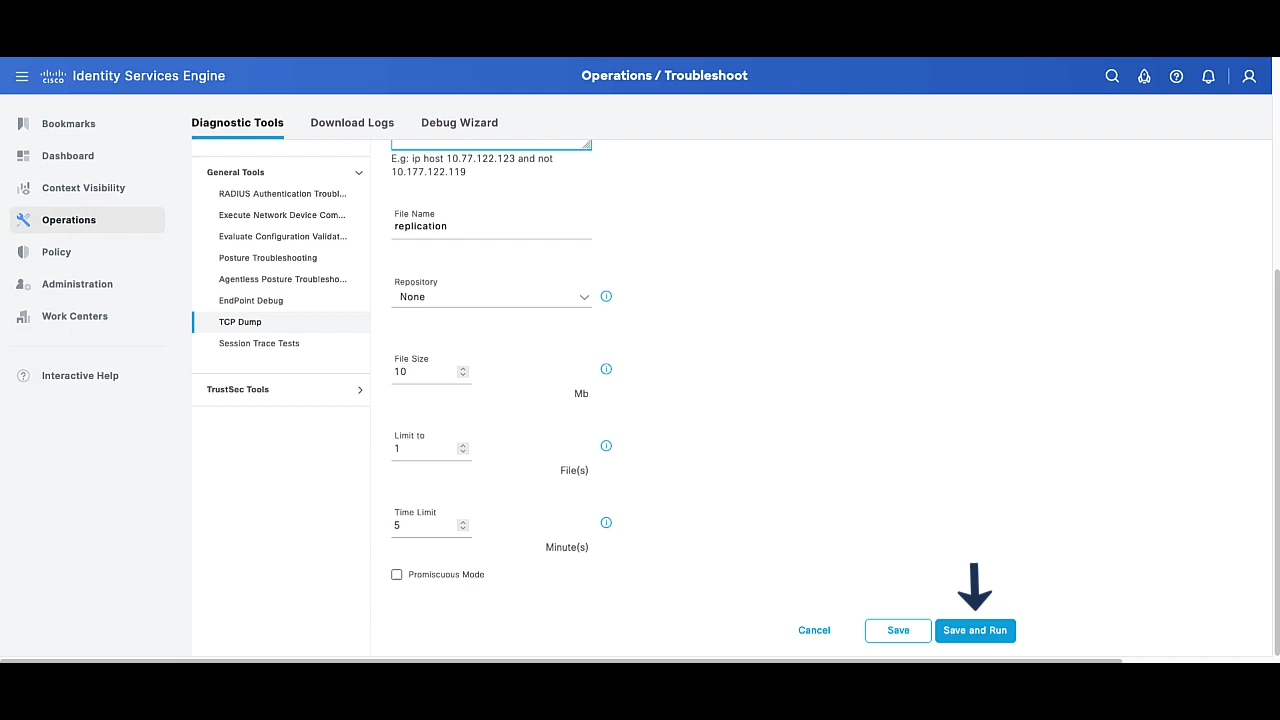 cisco Identity Services Engine
Operations / Troubleshoot
Bookmarks
Dashboard
Context Visibility
Operations
Policy
Administration
Work Centers
Interactive Help
Diagnostic Tools
Download Logs
Debug Wizard
General Tools
RADIUS Authentication Troubl...
Execute Network Device Com...
Evaluate Configuration Validat...
Posture Troubleshooting
Agentless Posture Troublesho...
EndPoint Debug
TCP Dump
Session Trace Tests
TrustSec Tools
E.g: ip host 10.77.122.123 and not
10.177.122.119
File Name
replication
Repository
None
File Size
10
Mb
Limit to
1
File(s)
Time Limit
5
Minute(s)
Promiscuous Mode
Cancel
Save
Save and Run